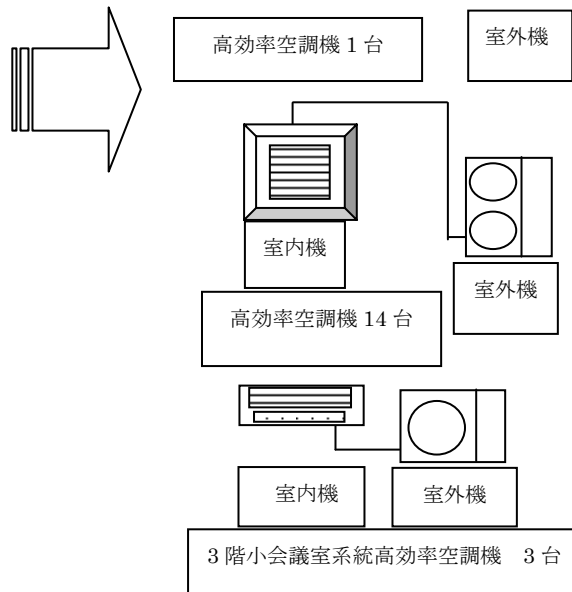 高効率空調機 1 台
室外機
室内機
室外機
高効率空調機 14 台
室内機
室外機
3 階小会議室系統高効率空調機　3 台